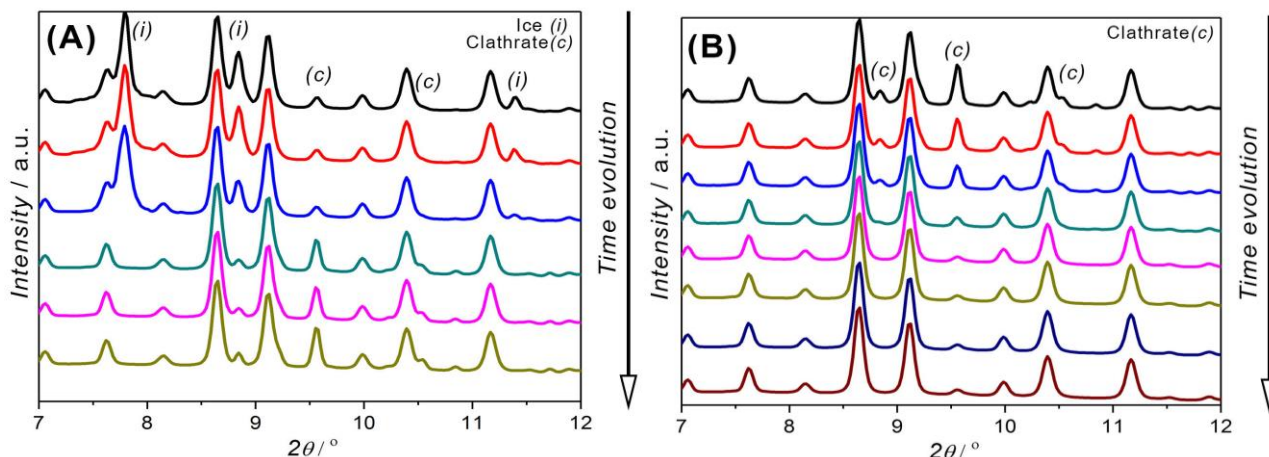 (A)
Ice (i)
Clathrate(c)
(i)
(i)
(c)
(c)
(i)
Intensity / a.u.
Time evolution
7 8 9 10 11 12
2θ/ °
(B)
Clathrate(c)
(c)
(c)
(c)
Intensity / a.u.
Time evolution
7 8 9 10 11 12
2θ/ °